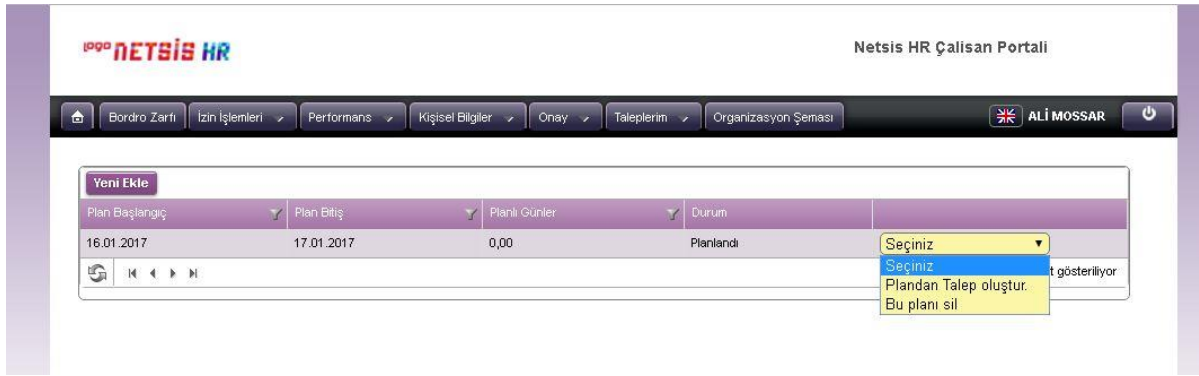 logo NETSİS HR
Netsis HR Çalisan Portali
Bordro Zarfı İzin İşlemleri Performans Kişisel Bilgiler Onay Taleplerim Organizasyon Şeması ALİ MOSSAR
Yeni Ekle
Plan Başlangıç Plan Bitiş Planlı Günler Durum
16.01.2017 17.01.2017 0,00 Planlandı Seçiniz
Seçiniz
t gösteriliyor
Plandan Talep oluştur.
Bu planı sil